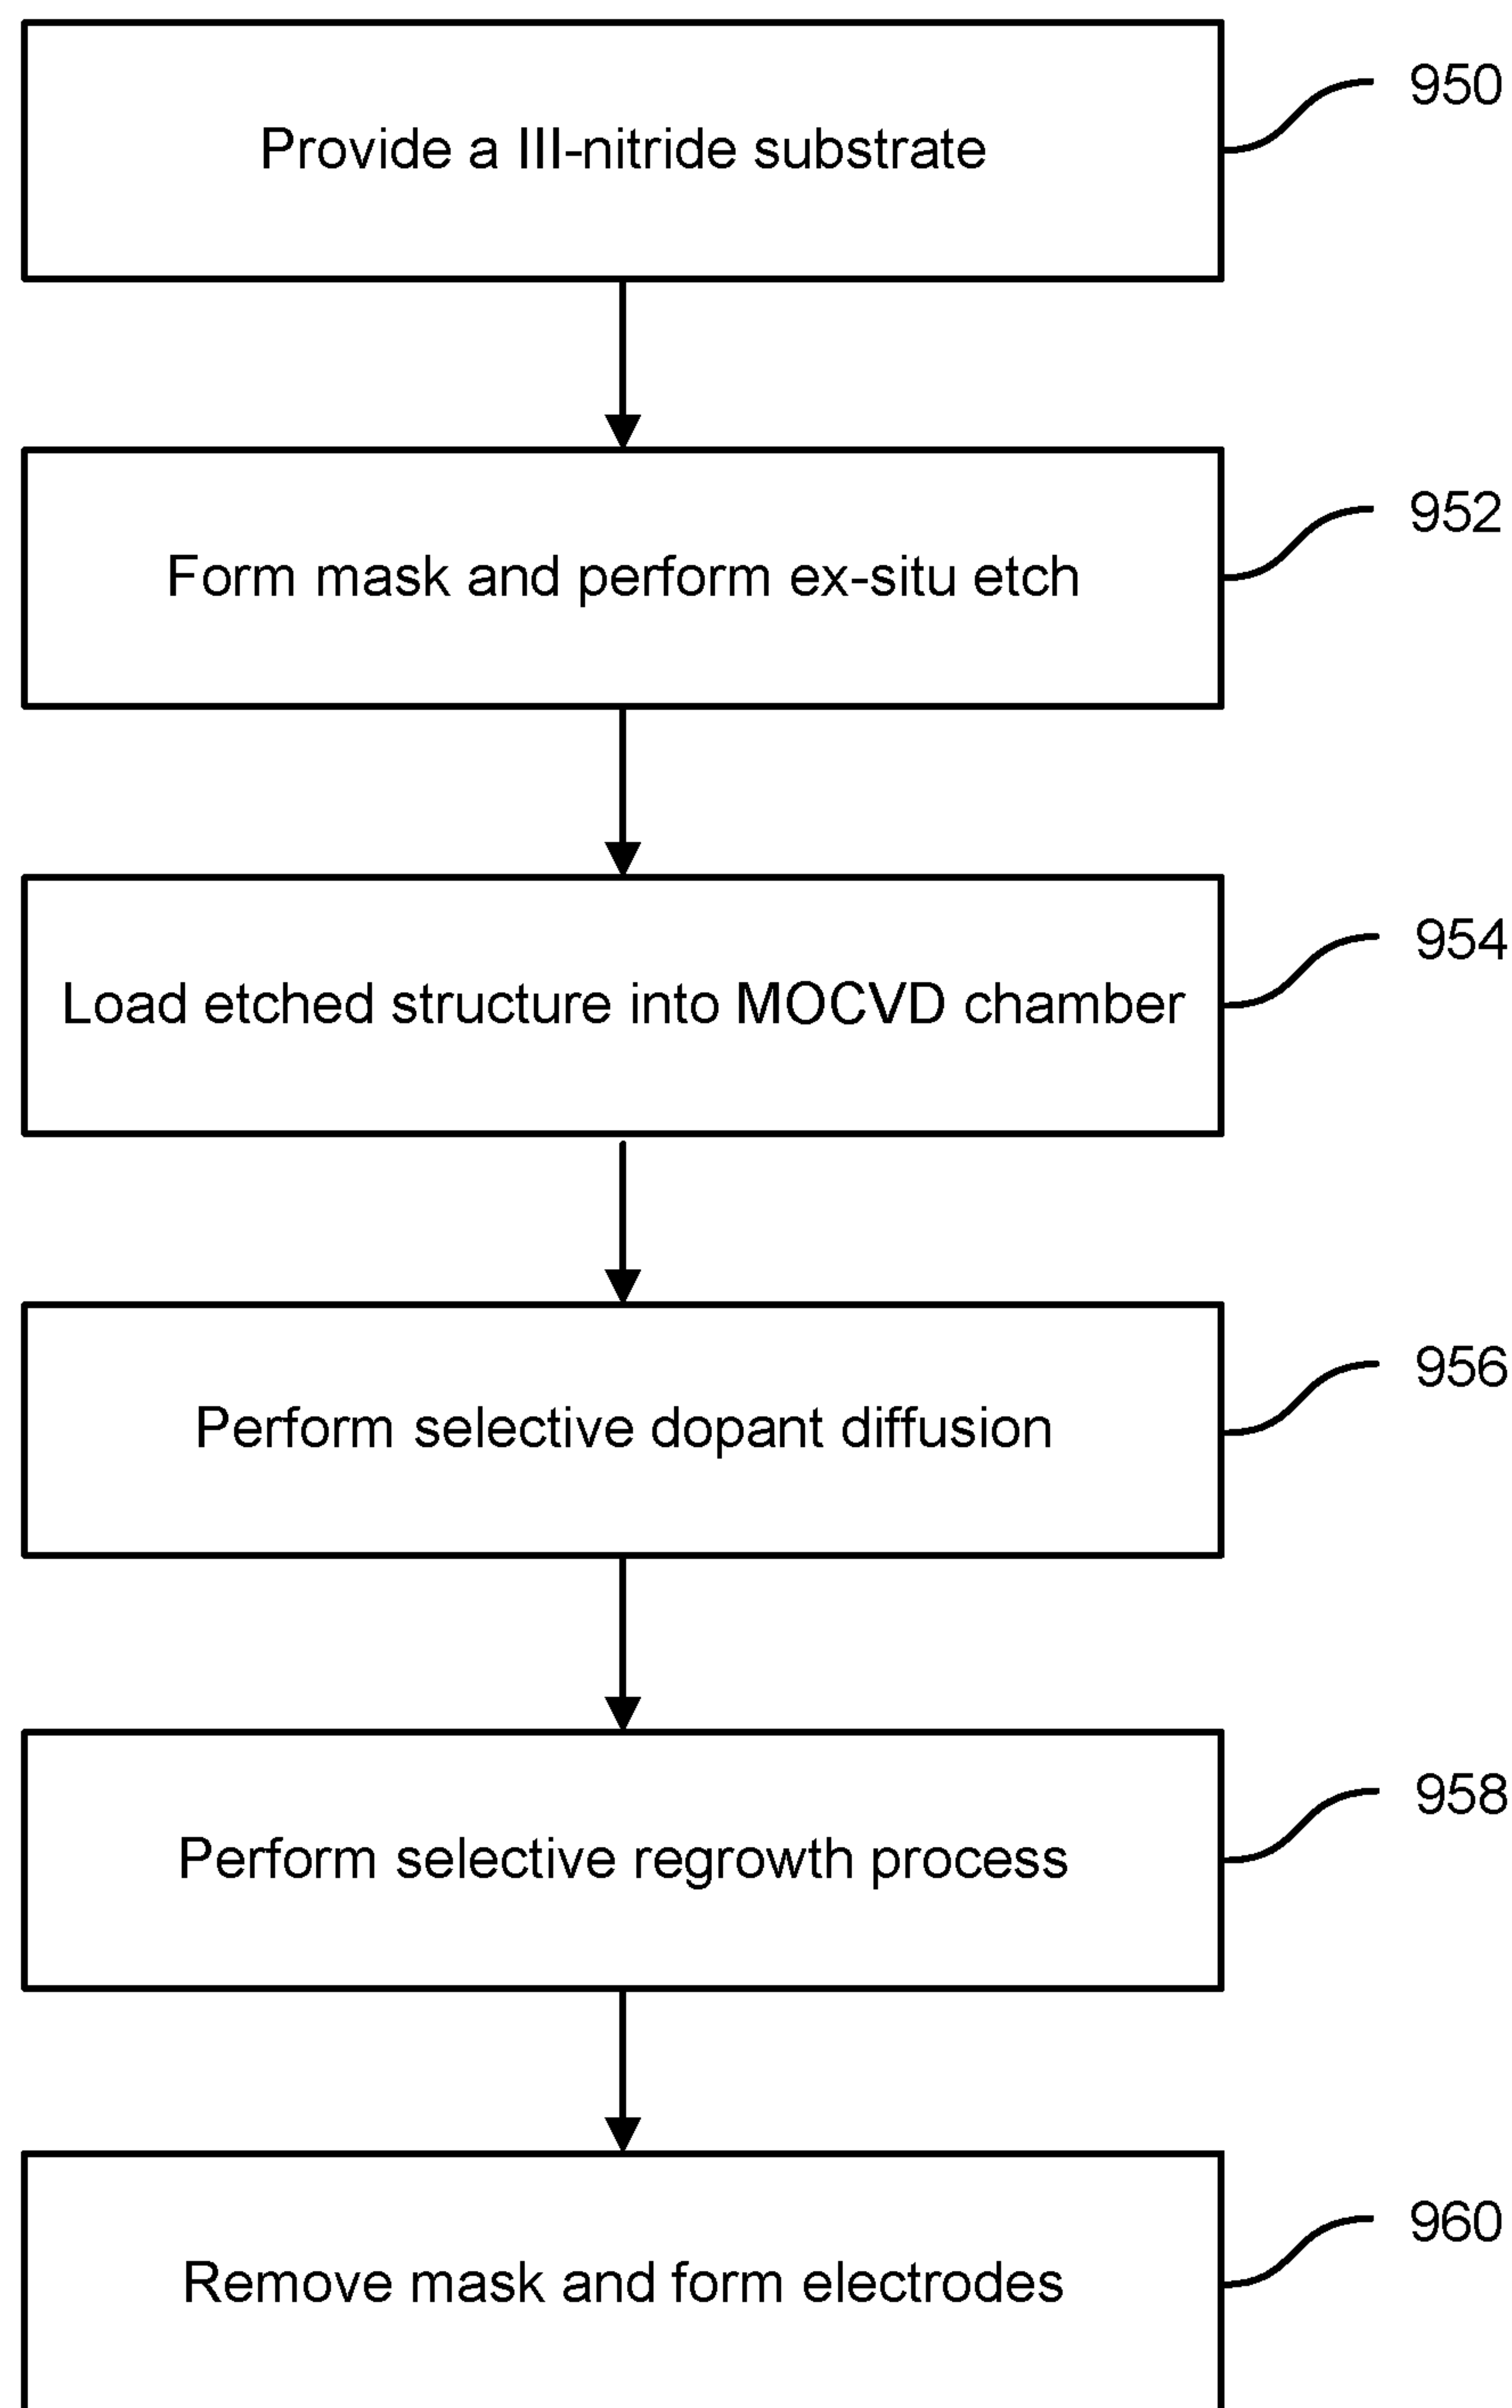 Provide a III-nitride substrate
950
Form mask and perform ex-situ etch
952
Load etched structure into MOCVD chamber
954
Perform selective dopant diffusion
956
Perform selective regrowth process
958
Remove mask and form electrodes
960